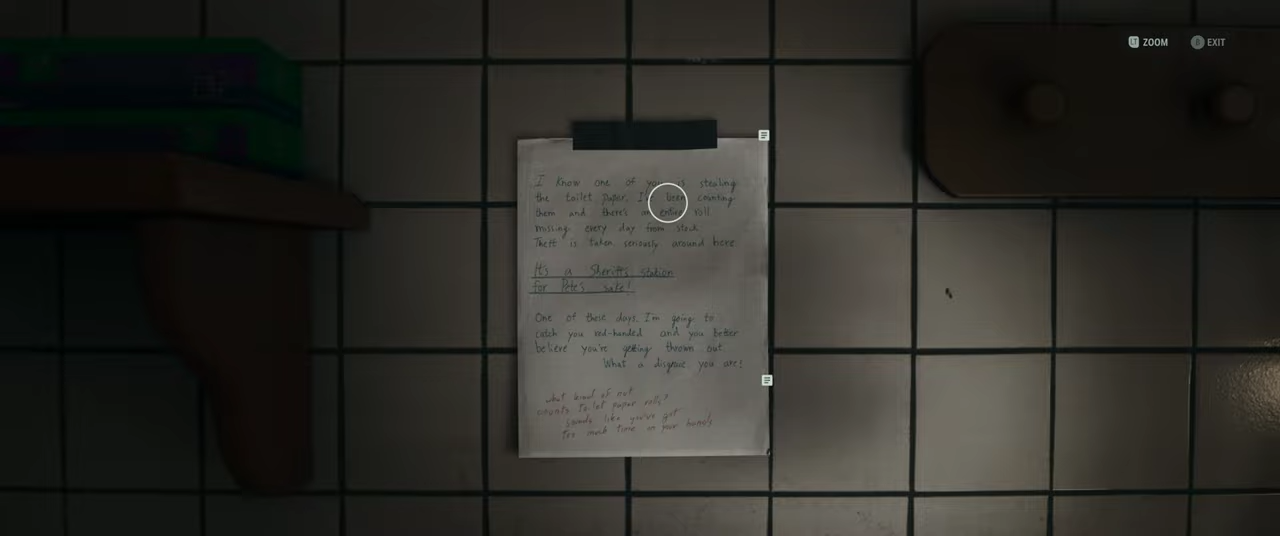 LT ZOOM
B EXIT
I know one of you is stealing
the toilet paper. I've been counting
them and there's an entire roll
missing every day from stock.
Theft is taken seriously around here
It's a Sheriff's station
for Pete's sake!
One of these days, I'm going to
catch you red-handed and you better
believe you're getting thrown out.
What a disgrace you are!
what kind of nut
counts toilet paper rolls?
sounds like you've got
too much time on your hands